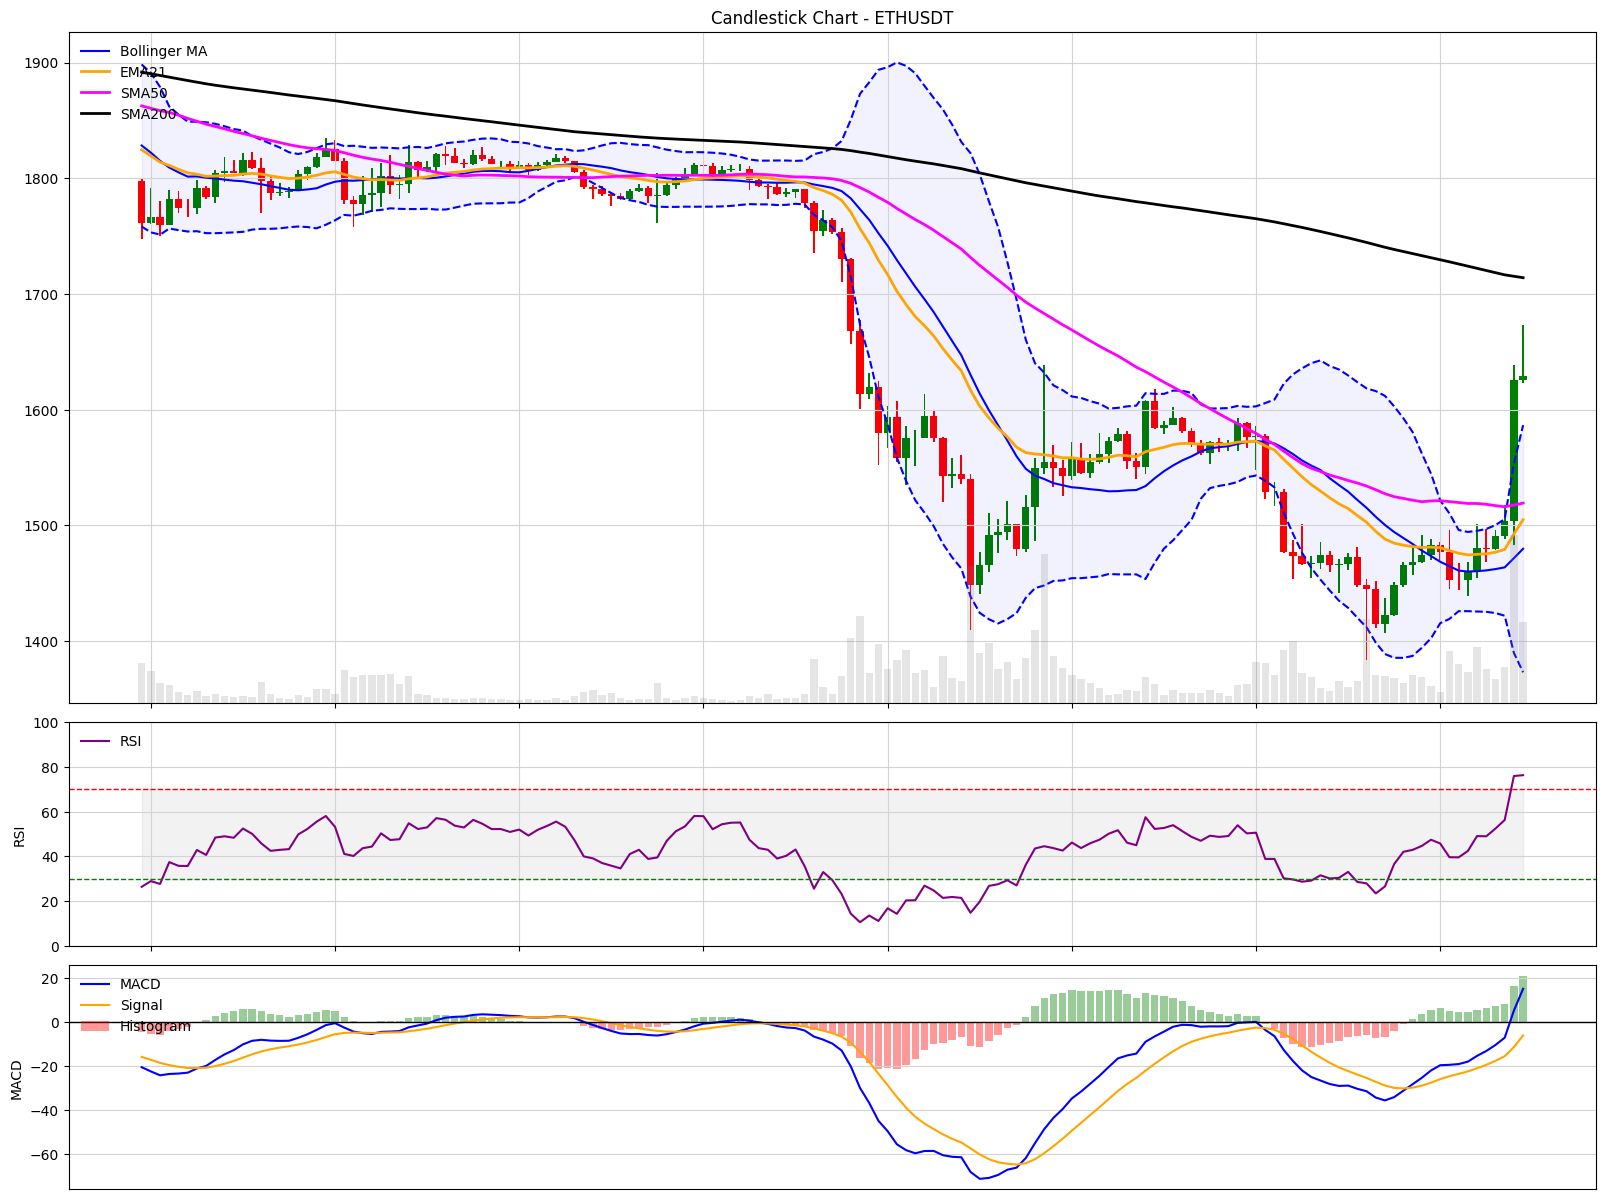 Candlestick Chart - ETHUSDT
Bollinger MA
EMA21
SMA50
SMA200
1900
1800
1700
1600
1500
1400
RSI
100
80
60
40
20
0
RSI
MACD
Signal
Histogram
20
0
−20
−40
−60
MACD